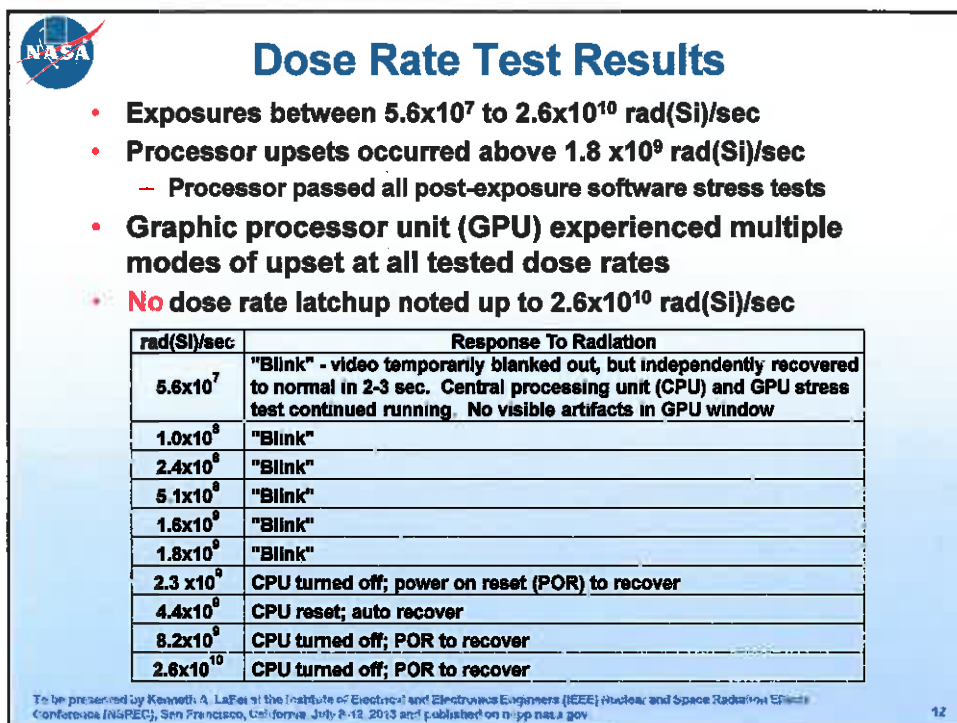 NASA
Dose Rate Test Results
• Exposures between 5.6x10⁷ to 2.6x10¹⁰ rad(Si)/sec
• Processor upsets occurred above 1.8 x10⁹ rad(Si)/sec
– Processor passed all post-exposure software stress tests
• Graphic processor unit (GPU) experienced multiple
modes of upset at all tested dose rates
• No dose rate latchup noted up to 2.6x10¹⁰ rad(Si)/sec
rad(Si)/sec Response To Radiation
5.6x10⁷ "Blink" - video temporarily blanked out, but independently recovered
to normal in 2-3 sec. Central processing unit (CPU) and GPU stress
test continued running. No visible artifacts in GPU window
1.0x10⁸ "Blink"
2.4x10⁸ "Blink"
5.1x10⁸ "Blink"
1.6x10⁹ "Blink"
1.8x10⁹ "Blink"
2.3 x10⁹ CPU turned off; power on reset (POR) to recover
4.4x10⁹ CPU reset; auto recover
8.2x10⁹ CPU turned off; POR to recover
2.6x10¹⁰ CPU turned off; POR to recover
To be presented by Kenneth A. LaBel at the Institute of Electrical and Electronics Engineers (IEEE) Nuclear and Space Radiation Effects
Conference (NSREC), San Francisco, California, July 8-12, 2013 and published on nepp.nasa.gov
12